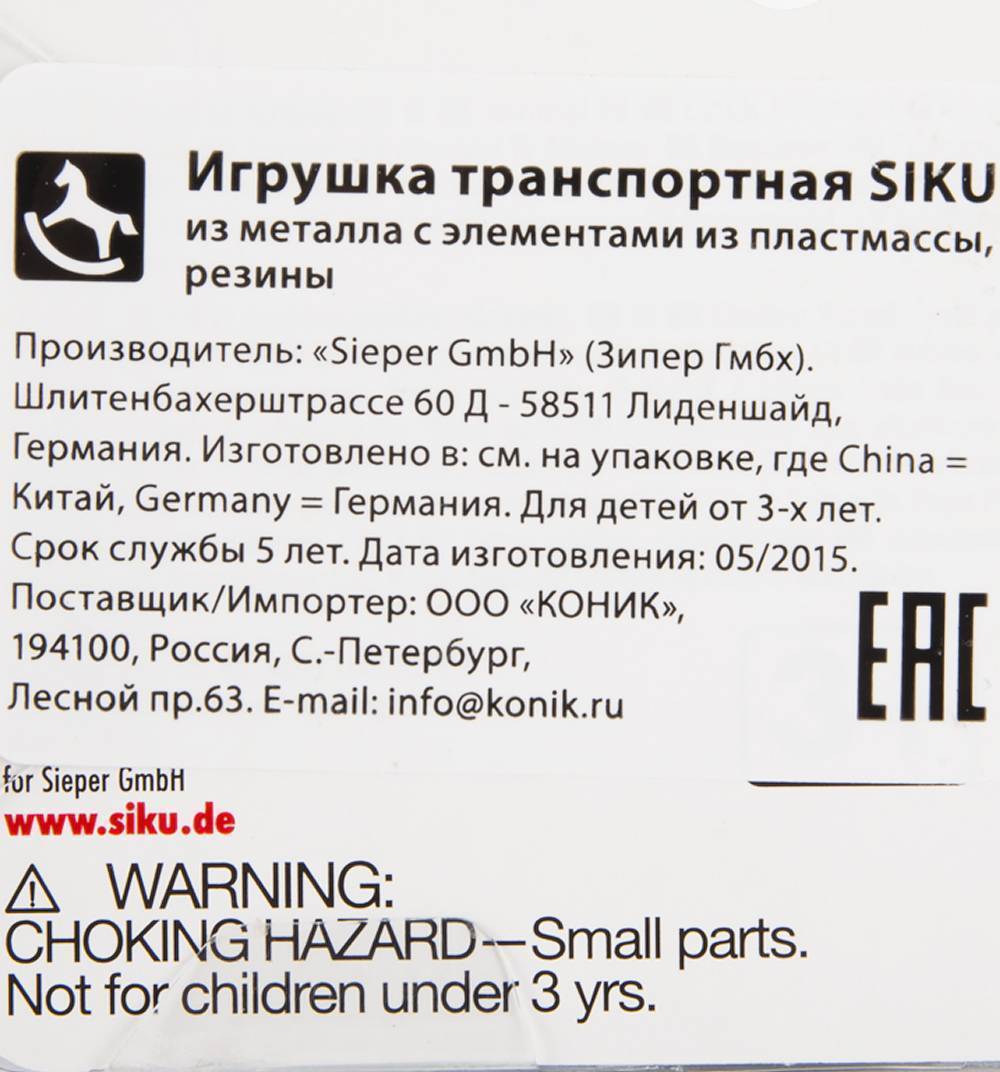 Игрушка транспортная SIKU
из металла с элементами из пластмассы,
резины
Производитель: «Sieper GmbH» (Зипер Гмбх).
Шлитенбахерштрассе 60 Д - 58511 Лиденшайд,
Германия. Изготовлено в: см. на упаковке, где China =
Китай, Germany = Германия. Для детей от 3-х лет.
Срок службы 5 лет. Дата изготовления: 05/2015.
Поставщик/Импортер: ООО «КОНИК»,
194100, Россия, С.-Петербург,
Лесной пр.63. E-mail: info@konik.ru
EAC
for Sieper GmbH
www.siku.de
WARNING:
CHOKING HAZARD—Small parts.
Not for children under 3 yrs.